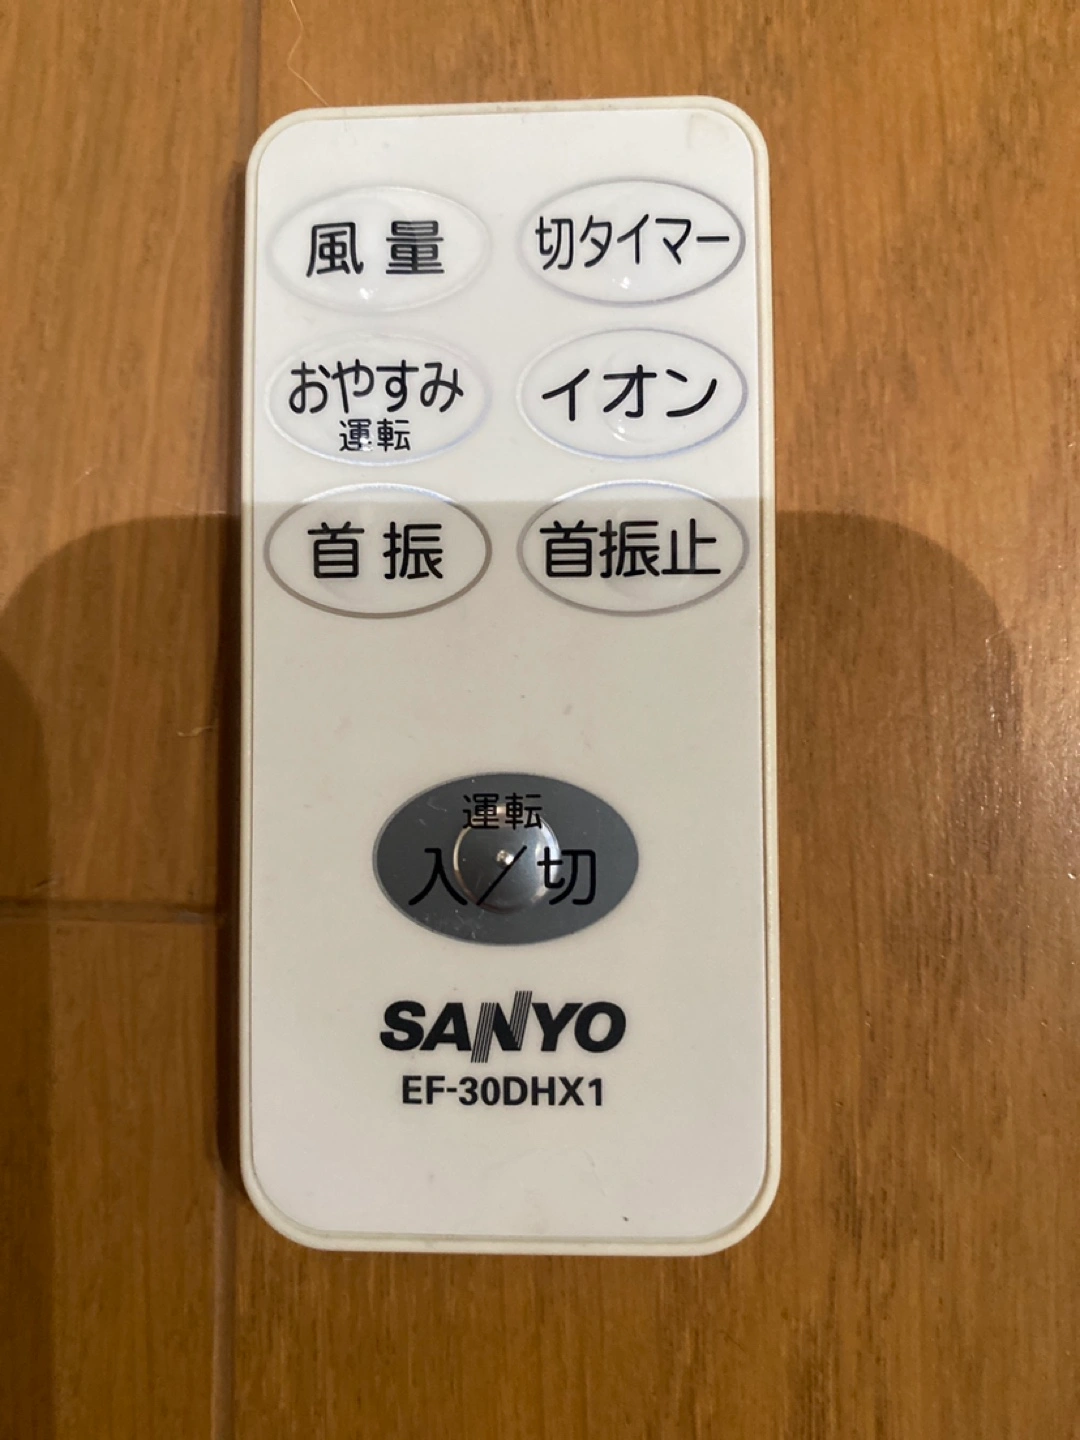 風量
切タイマー
おやすみ
運転
イオン
首振
首振止
運転
入/切
SANYO
EF-30DHX1